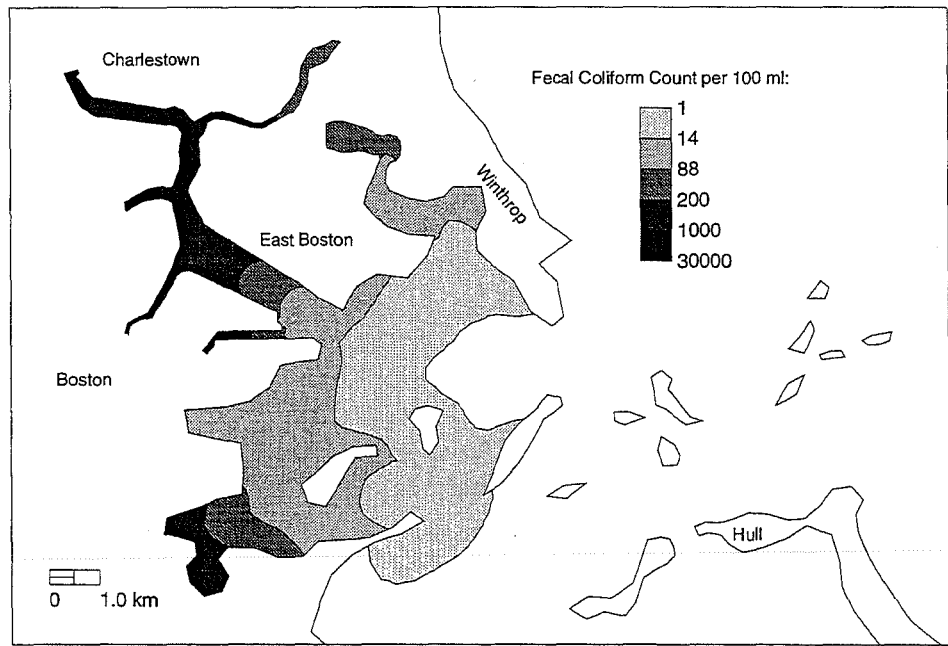 Charlestown
Fecal Coliform Count per 100 ml:
1
14
88
200
1000
30000
Winthrop
East Boston
Boston
Hull
0 1.0 km